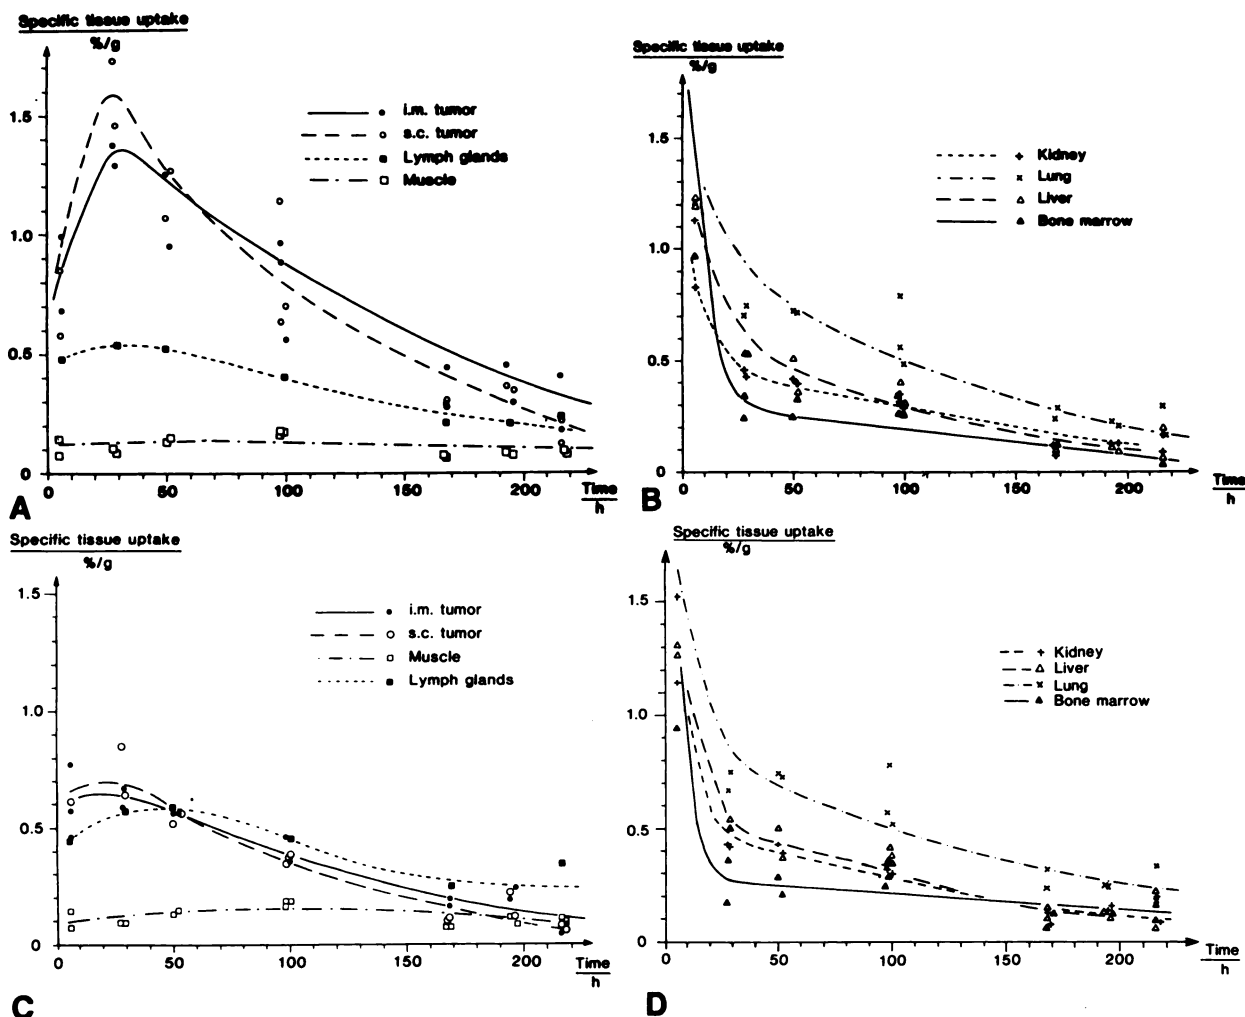 Specific tissue uptake
%/g
i.m. tumor
s.c. tumor
Lymph glands
Muscle
1.5
1.0
0.5
0
0 50 100 150 200 Time
h
A
Specific tissue uptake
%/g
Kidney
Lung
Liver
Bone marrow
1.5
1.0
0.5
0
0 50 100 150 200 Time
h
B
Specific tissue uptake
%/g
i.m. tumor
s.c. tumor
Muscle
Lymph glands
1.5
1.0
0.5
0
0 50 100 150 200 Time
h
C
Specific tissue uptake
%/g
Kidney
Liver
Lung
Bone marrow
1.5
1.0
0.5
0
0 50 100 150 200 Time
h
D